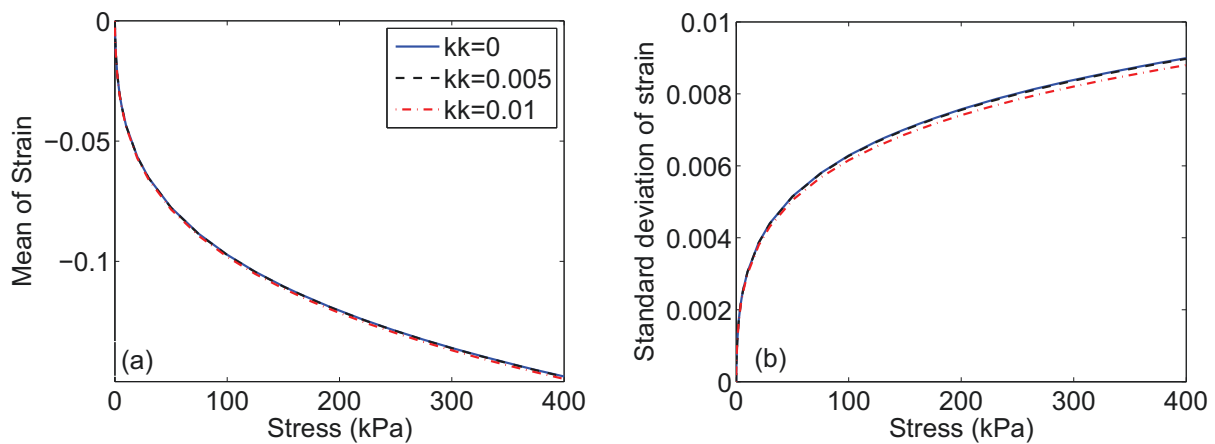 0
−0.05
−0.1
Mean of Strain
kk=0
kk=0.005
kk=0.01
(a)
0 100 200 300 400
Stress (kPa)
0.01
0.008
0.006
0.004
0.002
0
Standard deviation of strain
(b)
0 100 200 300 400
Stress (kPa)